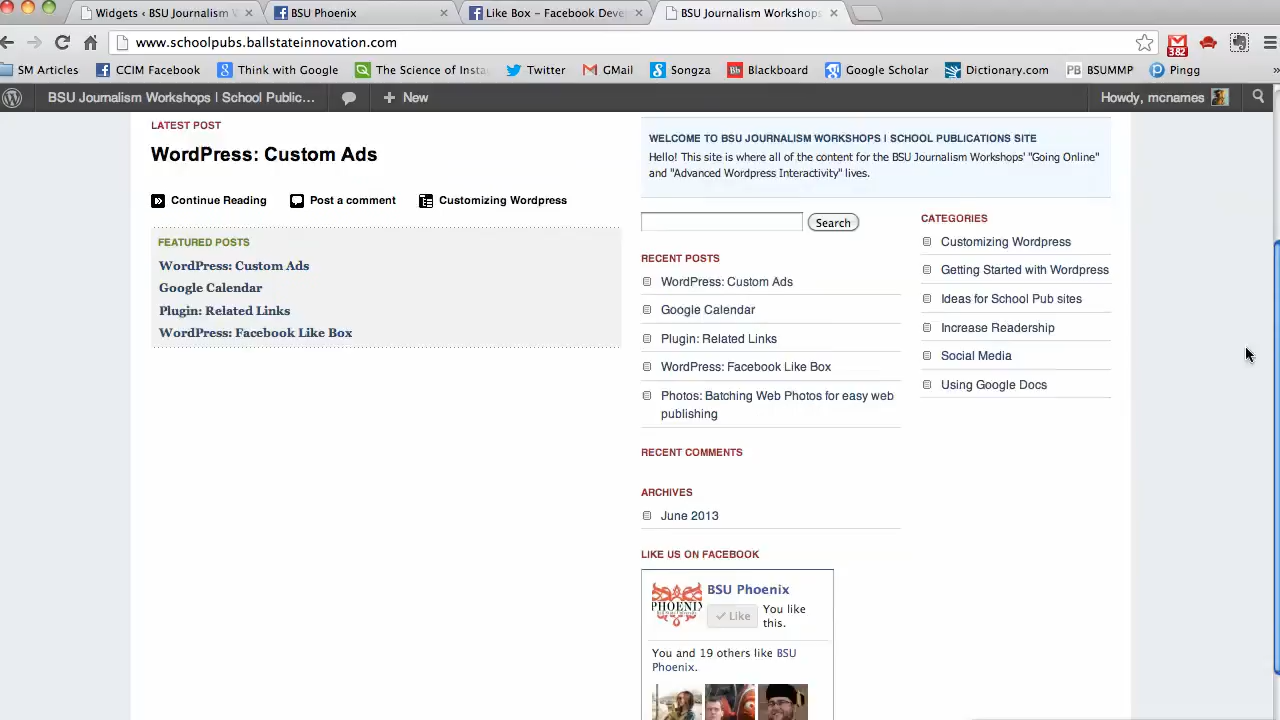 Widgets ‹ BSU Journalism W
BSU Phoenix
Like Box – Facebook Deve
BSU Journalism Workshops
www.schoolpubs.ballstateinnovation.com
382
SM Articles
CCIM Facebook
Think with Google
The Science of Insta
Twitter
GMail
Songza
Bb
Blackboard
Google Scholar
Dictionary.com
PB
BSUMMP
Pingg
»
BSU Journalism Workshops | School Public...
New
Howdy, mcnames
LATEST POST
WordPress: Custom Ads
Continue Reading
Post a comment
Customizing Wordpress
FEATURED POSTS
WordPress: Custom Ads
Google Calendar
Plugin: Related Links
WordPress: Facebook Like Box
WELCOME TO BSU JOURNALISM WORKSHOPS | SCHOOL PUBLICATIONS SITE
Hello! This site is where all of the content for the BSU Journalism Workshops' "Going Online"
and "Advanced Wordpress Interactivity" lives.
Search
RECENT POSTS
WordPress: Custom Ads
Google Calendar
Plugin: Related Links
WordPress: Facebook Like Box
Photos: Batching Web Photos for easy web
publishing
RECENT COMMENTS
ARCHIVES
June 2013
LIKE US ON FACEBOOK
PHOENIX
BSU Phoenix
Like
You like
this.
You and 19 others like BSU
Phoenix.
CATEGORIES
Customizing Wordpress
Getting Started with Wordpress
Ideas for School Pub sites
Increase Readership
Social Media
Using Google Docs